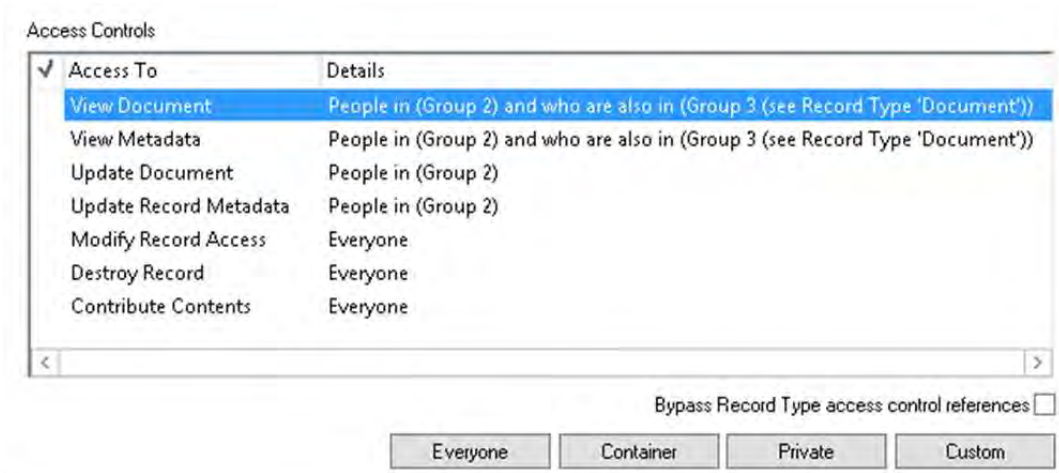 Access Controls
Access To Details
View Document People in (Group 2) and who are also in (Group 3 (see Record Type 'Document'))
View Metadata People in (Group 2) and who are also in (Group 3 (see Record Type 'Document'))
Update Document People in (Group 2)
Update Record Metadata People in (Group 2)
Modify Record Access Everyone
Destroy Record Everyone
Contribute Contents Everyone
Bypass Record Type access control references
Everyone Container Private Custom